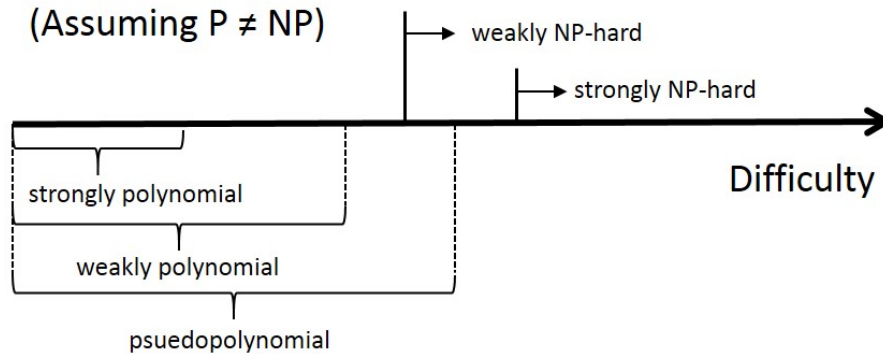 (Assuming P ≠ NP)
weakly NP-hard
strongly NP-hard
Difficulty
strongly polynomial
weakly polynomial
psuedopolynomial